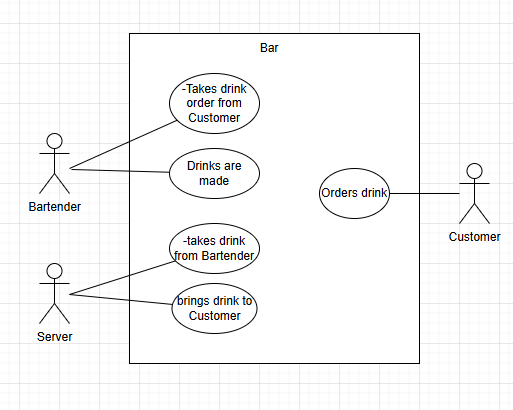 Bar
-Takes drink
order from
Customer
Drinks are
made
Bartender
Orders drink
Customer
-takes drink
from Bartender
brings drink to
Customer
Server